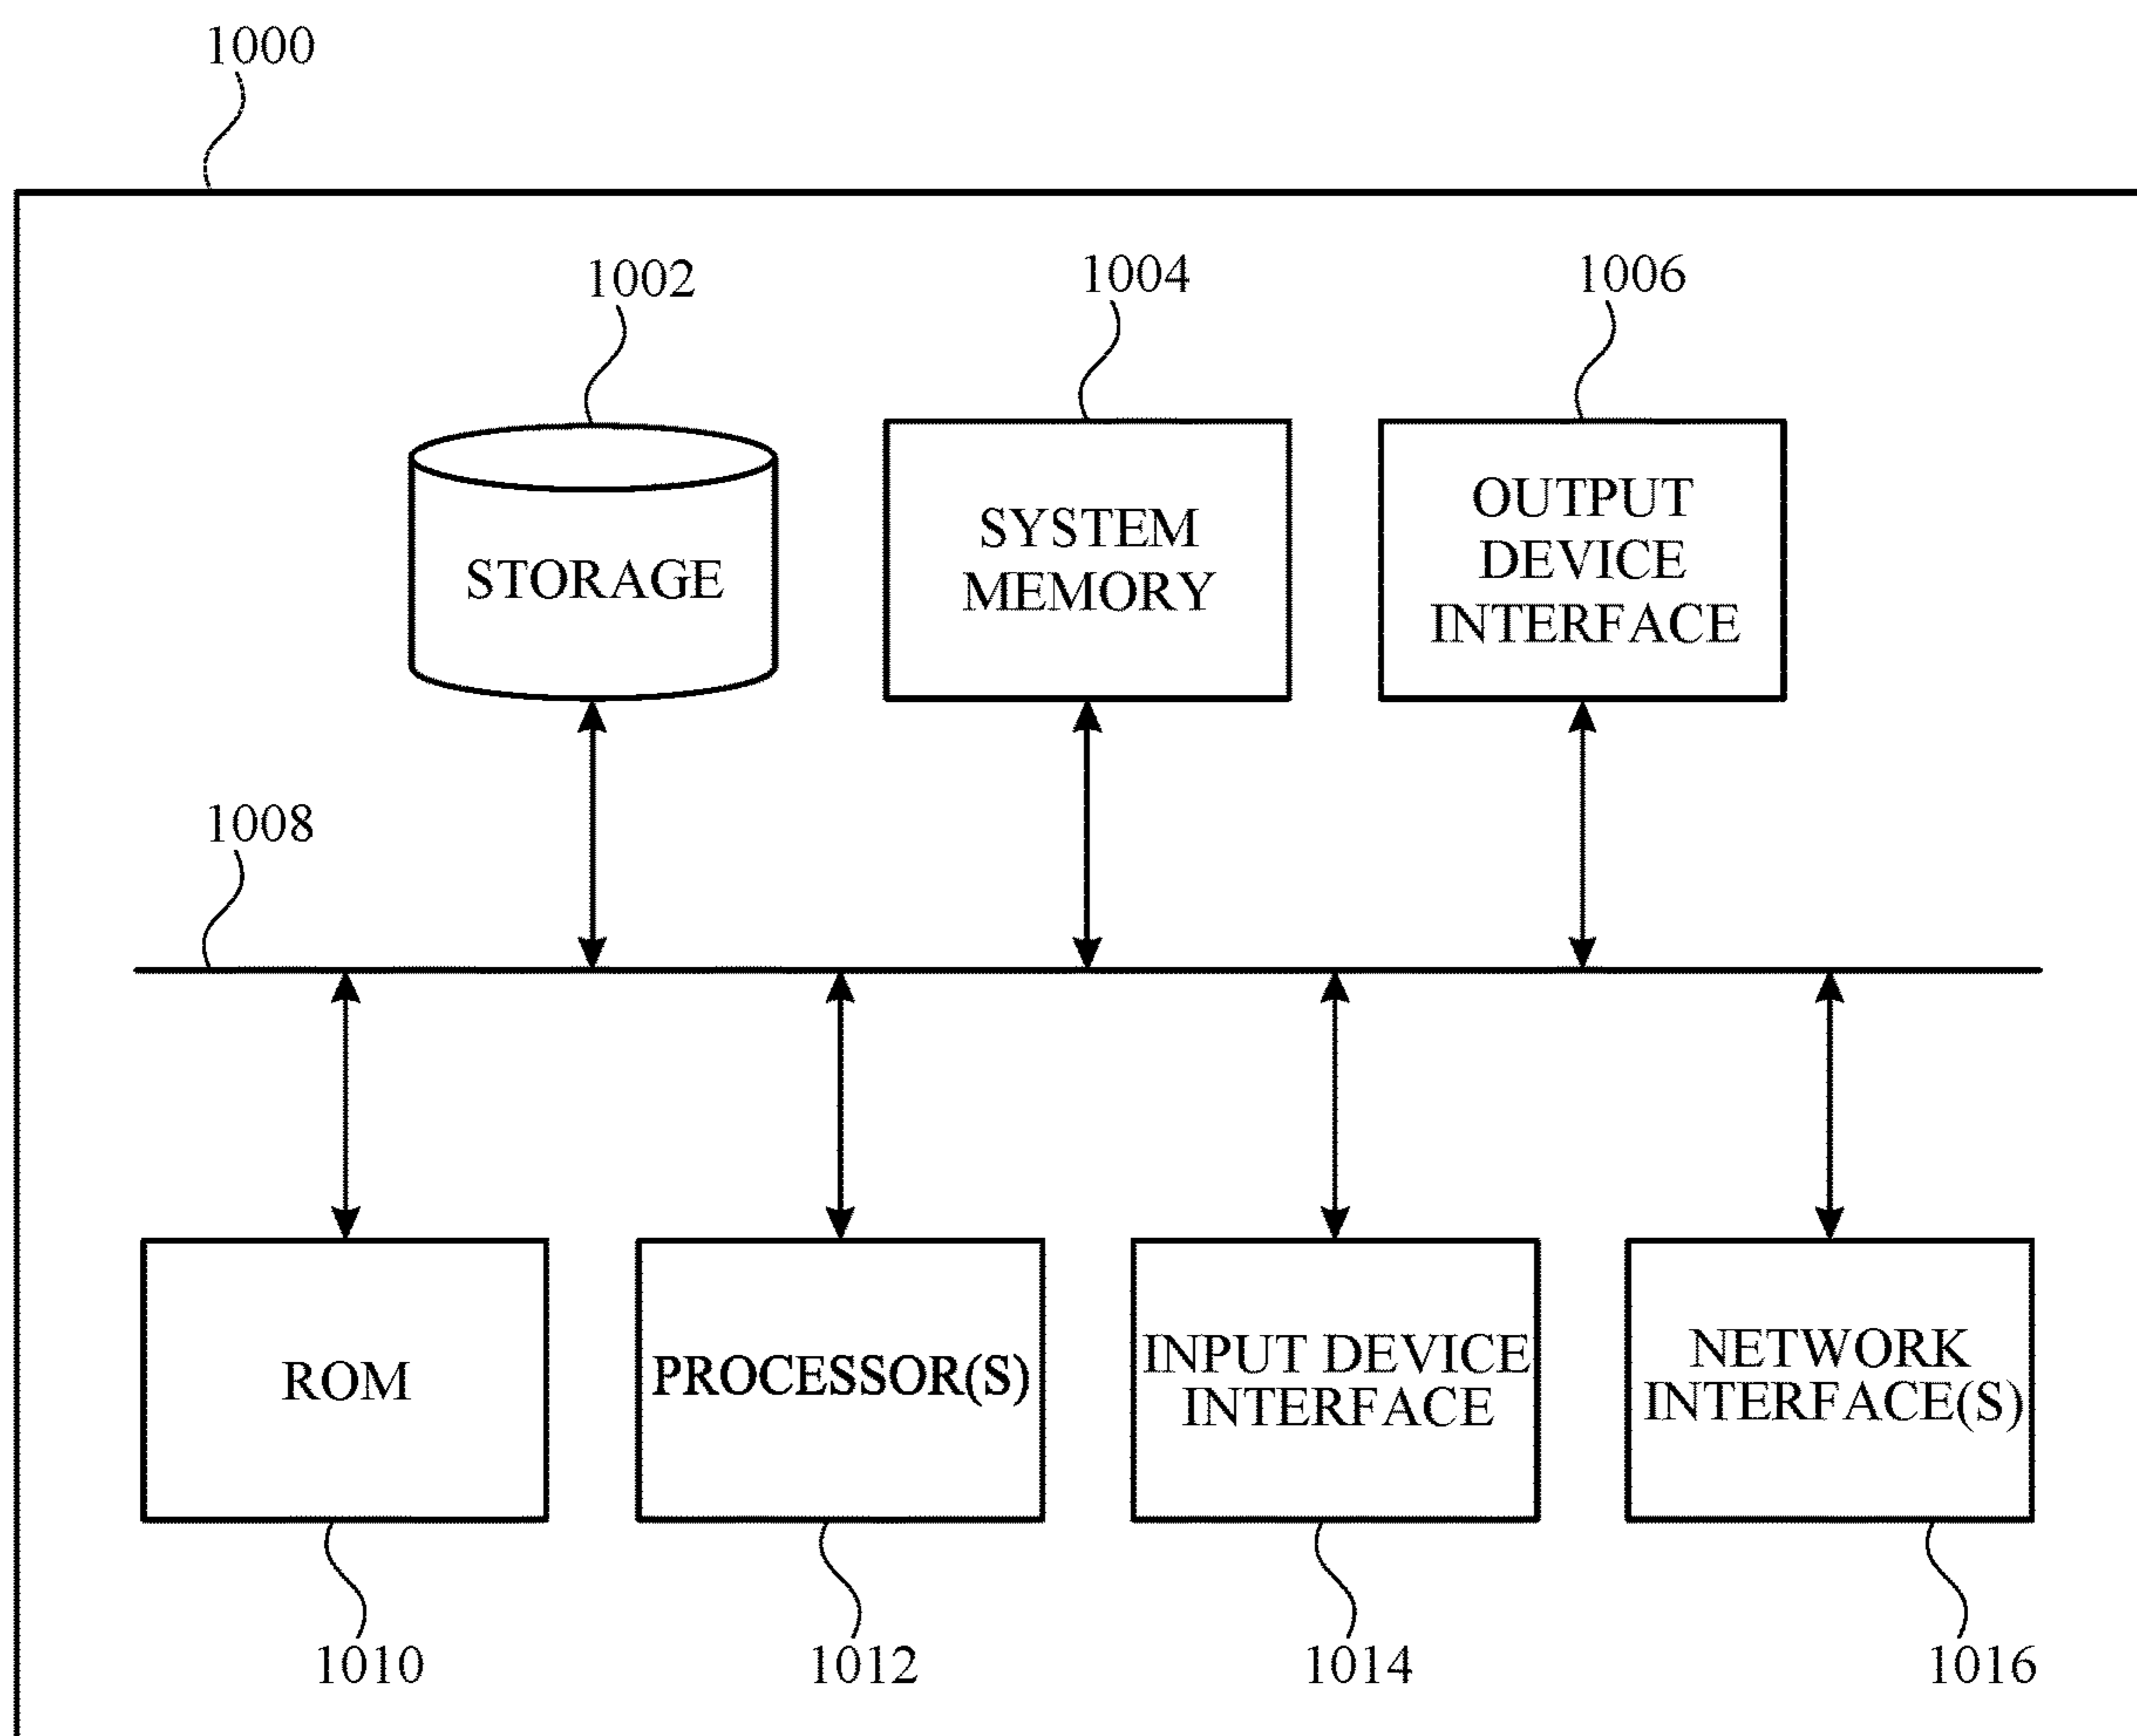 1000
1002
1004
1006
STORAGE
SYSTEM
MEMORY
OUTPUT
DEVICE
INTERFACE
1008
ROM
PROCESSOR(S)
INPUT DEVICE
INTERFACE
NETWORK
INTERFACE(S)
1010
1012
1014
1016